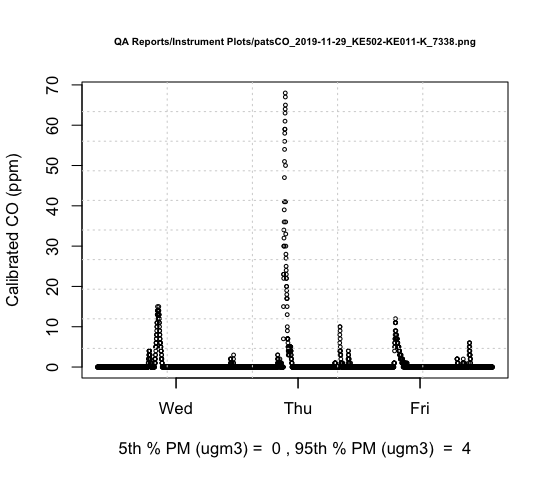 QA Reports/Instrument Plots/patsCO_2019-11-29_KE502-KE011-K_7338.png
70
60
50
40
30
20
10
0
Calibrated CO (ppm)
Wed Thu Fri
5th % PM (ugm3) = 0 , 95th % PM (ugm3) = 4